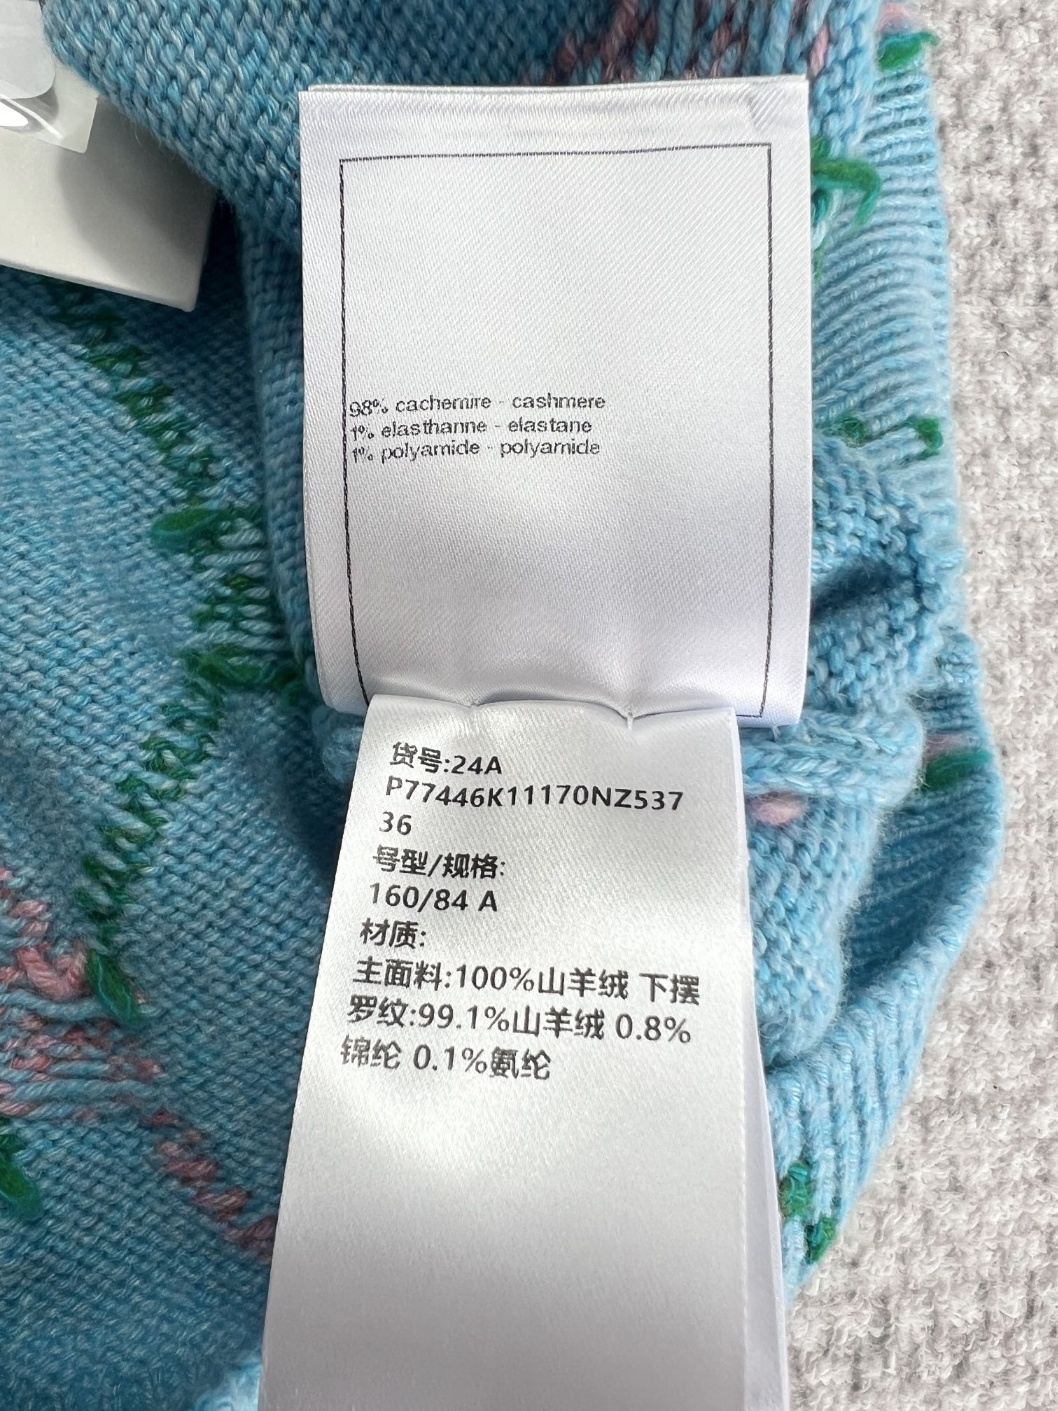 98% cachemire - cashmere
1% elasthanne - elastane
1% polyamide - polyamide
货号:24A
P77446K11170NZ537
36
号型/规格:
160/84 A
材质:
主面料:100%山羊绒 下摆
罗纹:99.1%山羊绒 0.8%
锦纶 0.1%氨纶